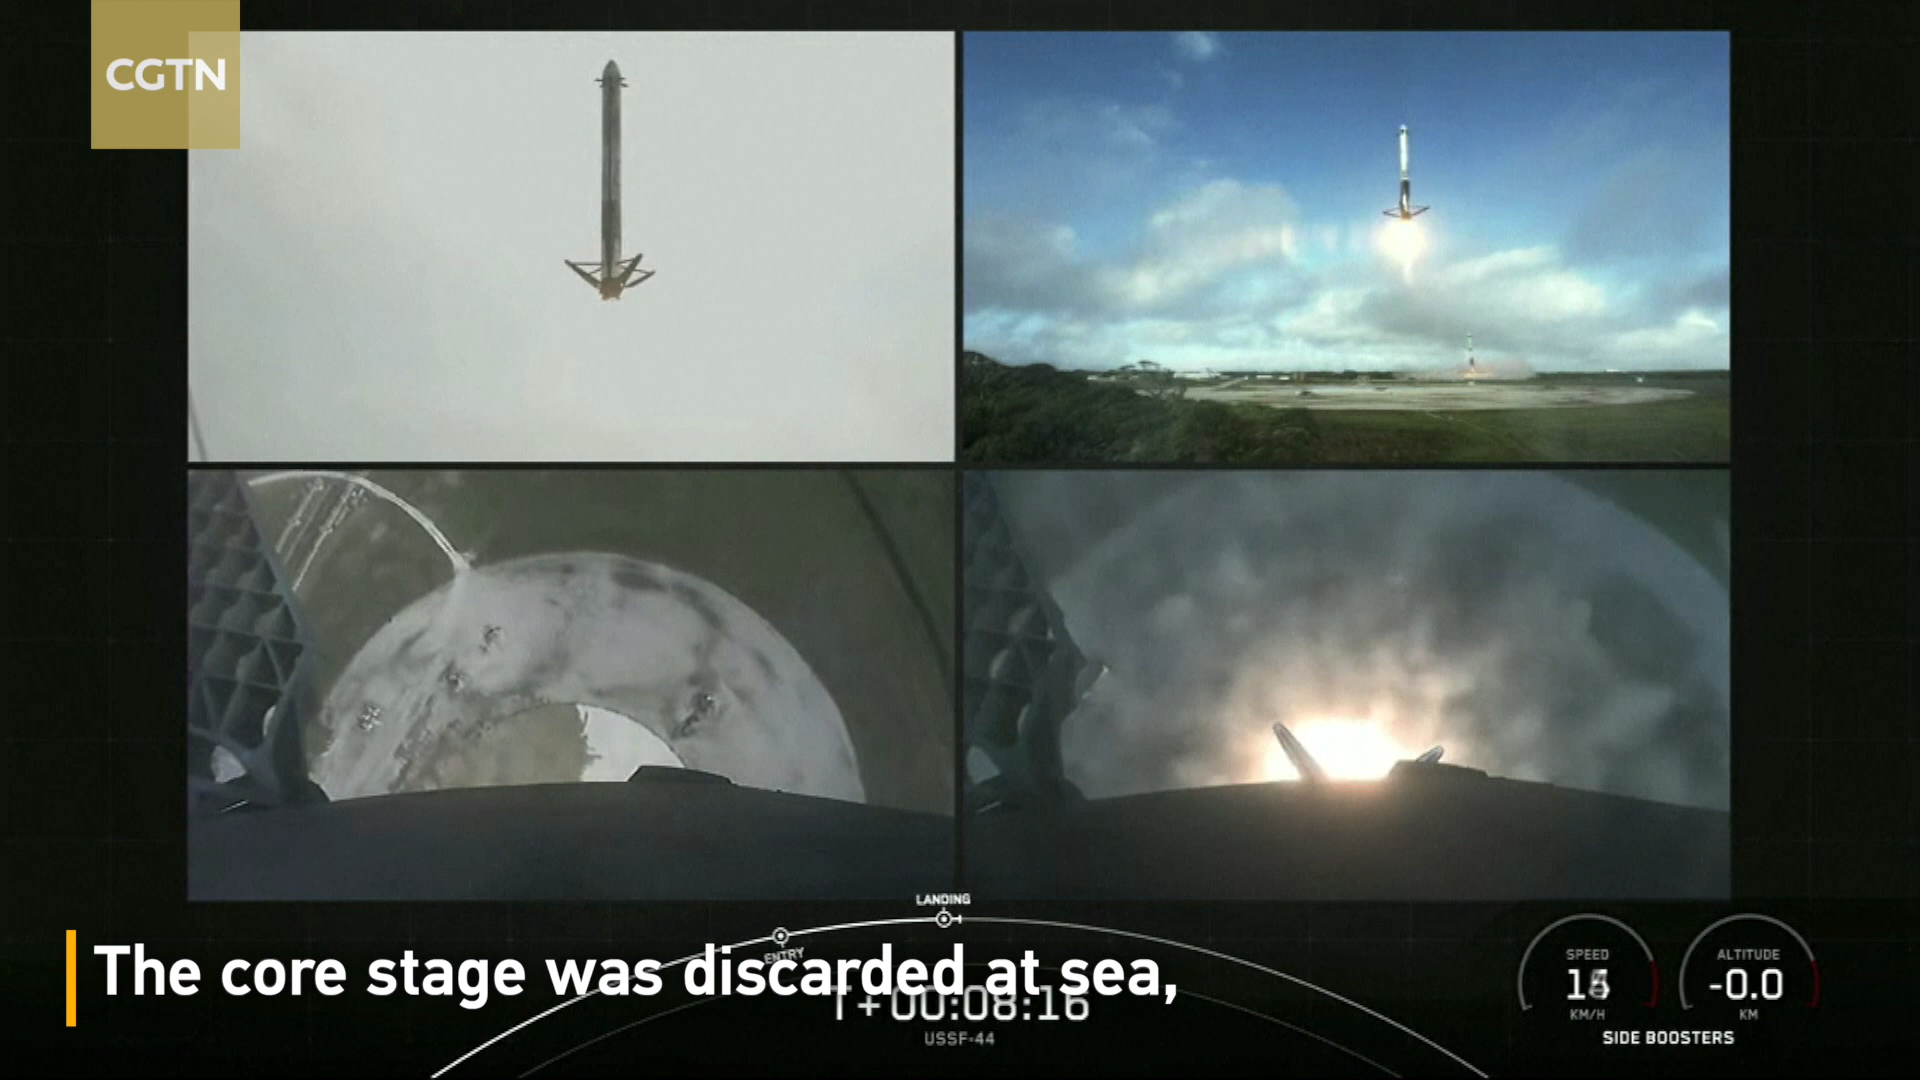 CGTN
LANDING
ENTRY
The core stage was discarded at sea,
T+00:08:16
USSF-44
SPEED
KM/H
ALTITUDE
-0.0
KM
SIDE BOOSTERS